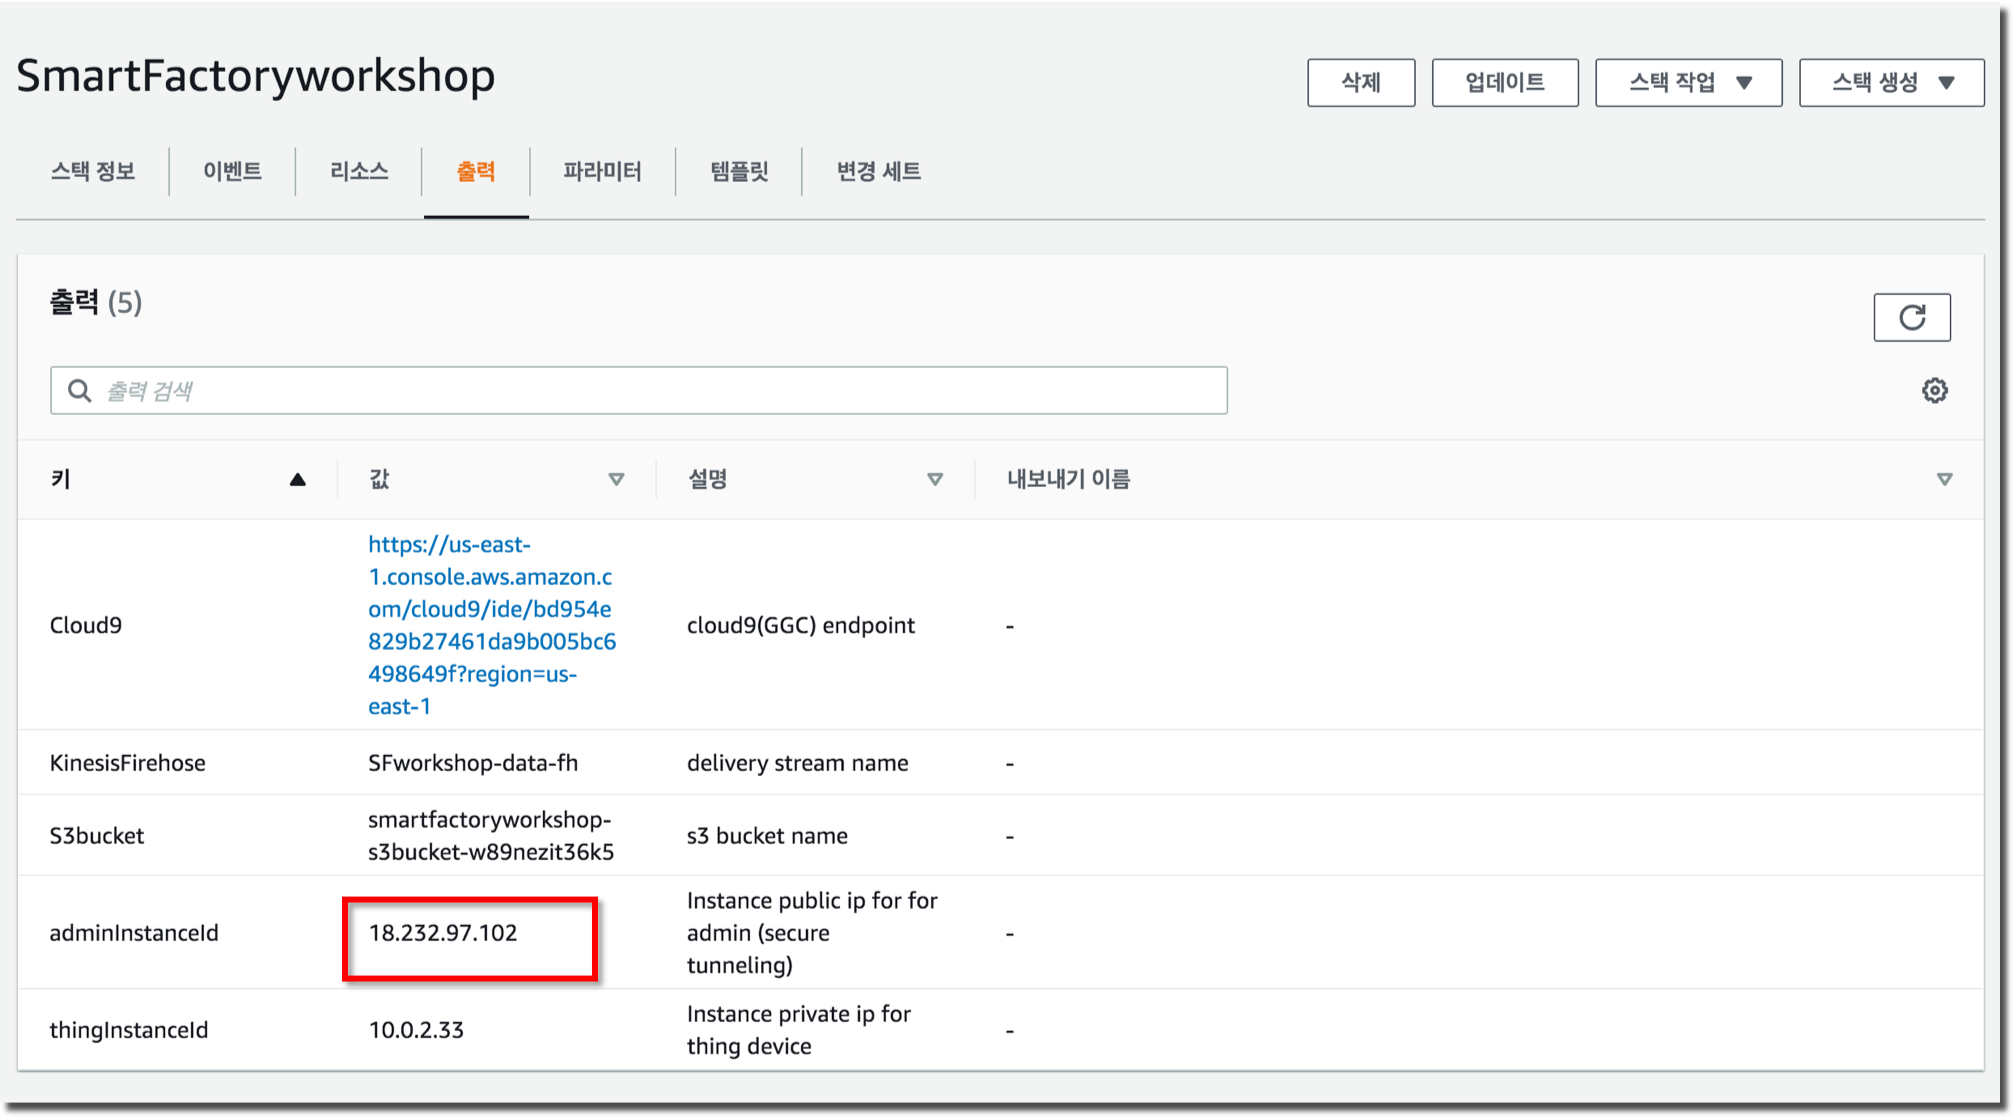 SmartFactoryworkshop
삭제
업데이트
스택 작업
스택 생성
스택 정보
이벤트
리소스
출력
파라미터
템플릿
변경 세트
출력 (5)
출력 검색
키
값
설명
내보내기 이름
Cloud9
https://us-east-
1.console.aws.amazon.c
om/cloud9/ide/bd954e
829b27461da9b005bc6
498649f?region=us-
east-1
cloud9(GGC) endpoint
-
KinesisFirehose
SFworkshop-data-fh
delivery stream name
-
S3bucket
smartfactoryworkshop-
s3bucket-w89nezit36k5
s3 bucket name
-
adminInstanceId
18.232.97.102
Instance public ip for for
admin (secure
tunneling)
-
thingInstanceId
10.0.2.33
Instance private ip for
thing device
-